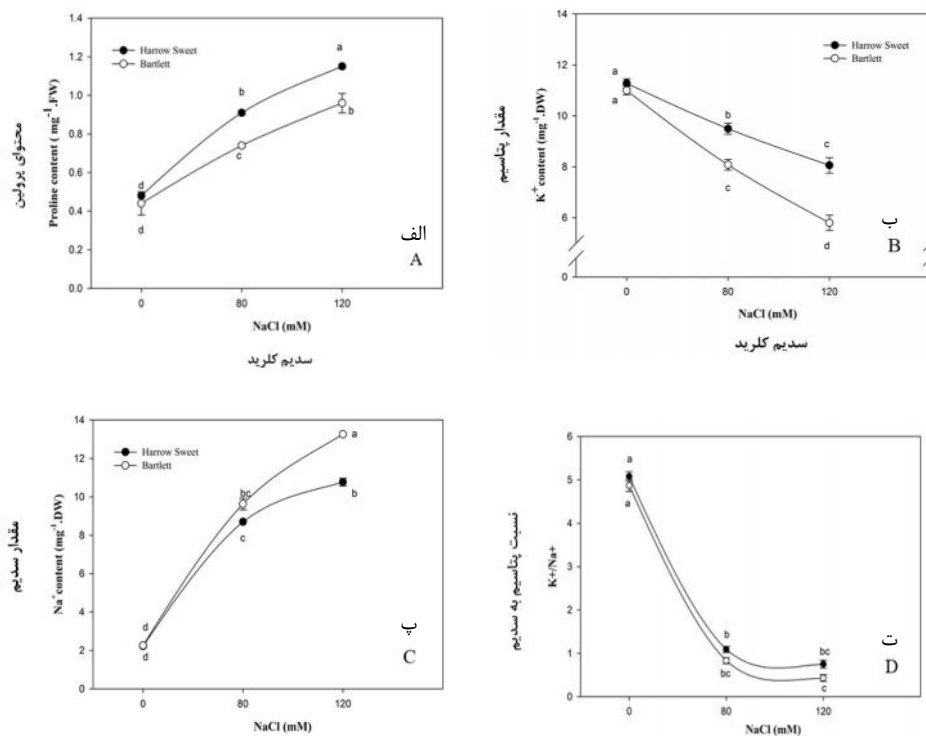 محتوای پرولین
Proline content ( mg⁻¹.FW)
1.4
1.2
1.0
0.8
0.6
0.4
0.2
0.0
Harrow Sweet
Bartlett
a
b
b
c
d
d
الف
A
0 80 120
NaCl (mM)
سدیم کلرید
مقدار پتاسیم
K⁺ content (mg⁻¹.DW)
14
12
10
8
6
0
Harrow Sweet
Bartlett
a
a
b
c
c
d
ب
B
0 80 120
NaCl (mM)
سدیم کلرید
مقدار سدیم
Na⁺content (mg⁻¹.DW)
14
12
10
8
6
4
2
0
Harrow Sweet
Bartlett
a
bc
b
c
d
d
پ
C
0 80 120
NaCl (mM)
نسبت پتاسیم به سدیم
K+/Na+
6
5
4
3
2
1
0
a
a
b
bc
bc
c
ت
D
0 80 120
NaCl (mM)